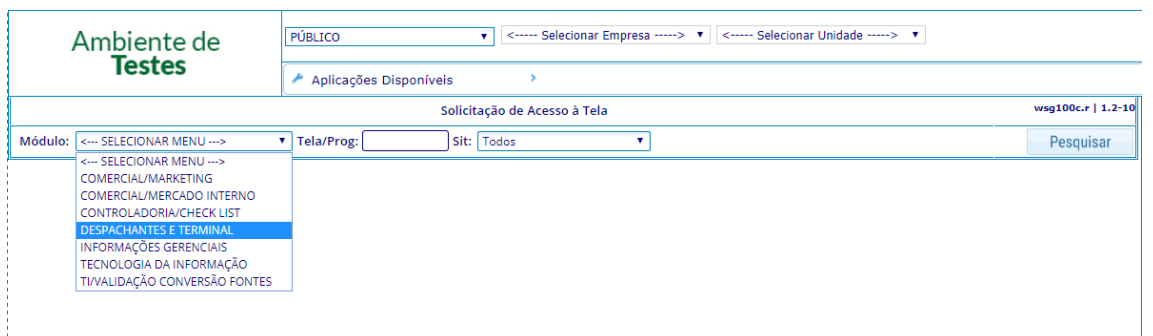 Ambiente de
Testes
PÚBLICO
<----- Selecionar Empresa ----->
<----- Selecionar Unidade ----->
Aplicações Disponíveis
Solicitação de Acesso à Tela
wsg100c.r | 1.2-10
Módulo: <--- SELECIONAR MENU ---> Tela/Prog: Sit: Todos Pesquisar
<--- SELECIONAR MENU --->
COMERCIAL/MARKETING
COMERCIAL/MERCADO INTERNO
CONTROLADORIA/CHECK LIST
DESPACHANTES E TERMINAL
INFORMAÇÕES GERENCIAIS
TECNOLOGIA DA INFORMAÇÃO
TI/VALIDAÇÃO CONVERSÃO FONTES